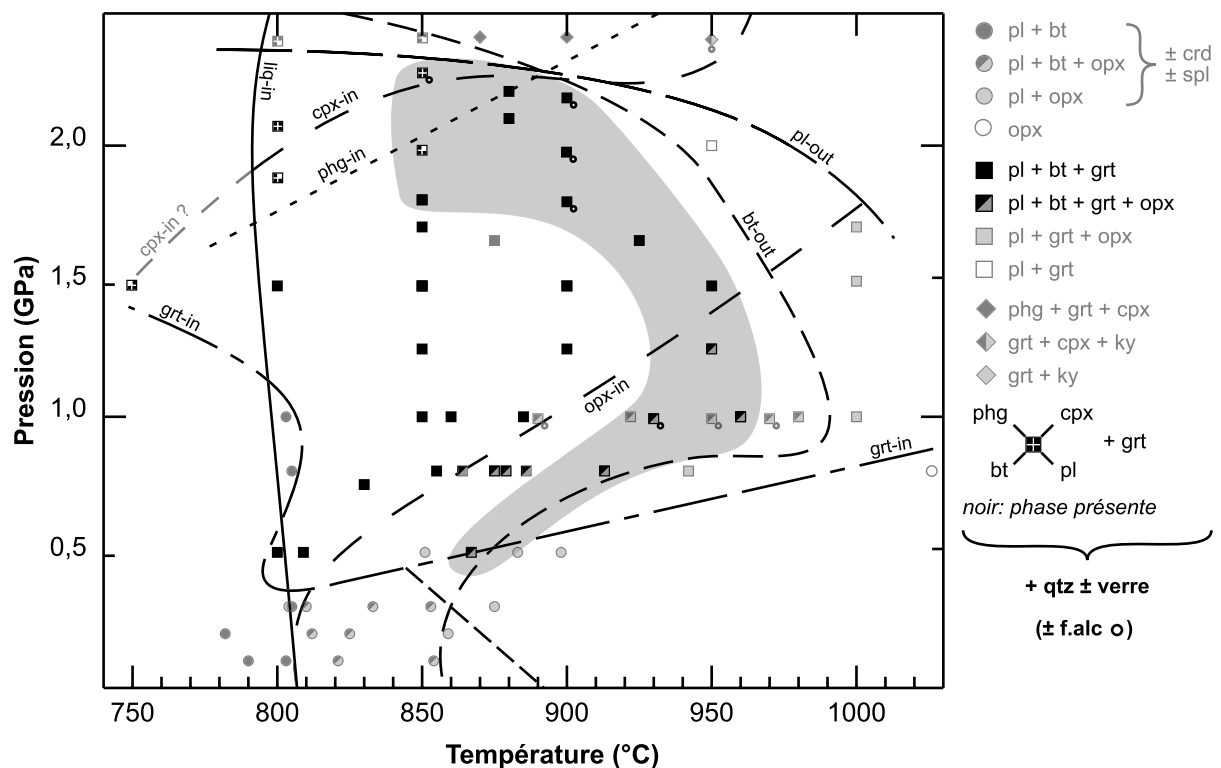 liq-in
cpx-in
phg-in
cpx-in ?
grt-in
pl-out
bt-out
opx-in
grt-in
Pression (GPa)
2,0
1,5
1,0
0,5
750
800
850
900
950
1000
Température (°C)
pl + bt
pl + bt + opx
pl + opx
± crd
± spl
opx
pl + bt + grt
pl + bt + grt + opx
pl + grt + opx
pl + grt
phg + grt + cpx
grt + cpx + ky
grt + ky
phg cpx
+ grt
bt pl
noir: phase présente
+ qtz ± verre
(± f.alc o)